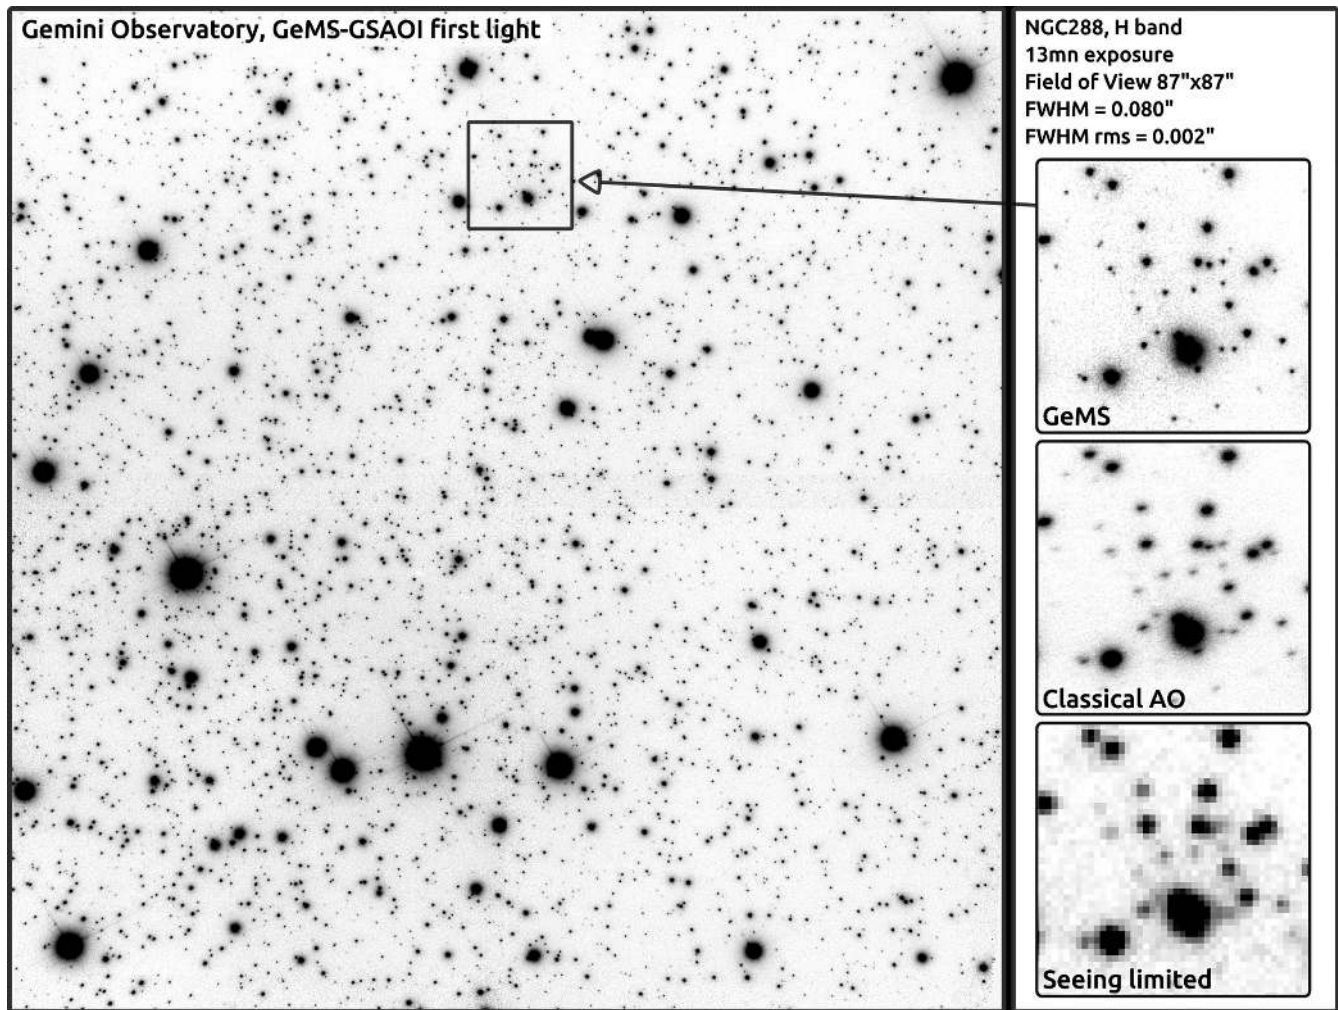 Gemini Observatory, GeMS-GSAOI first light
NGC288, H band
13mn exposure
Field of View 87"x87"
FWHM = 0.080"
FWHM rms = 0.002"
GeMS
Classical AO
Seeing limited